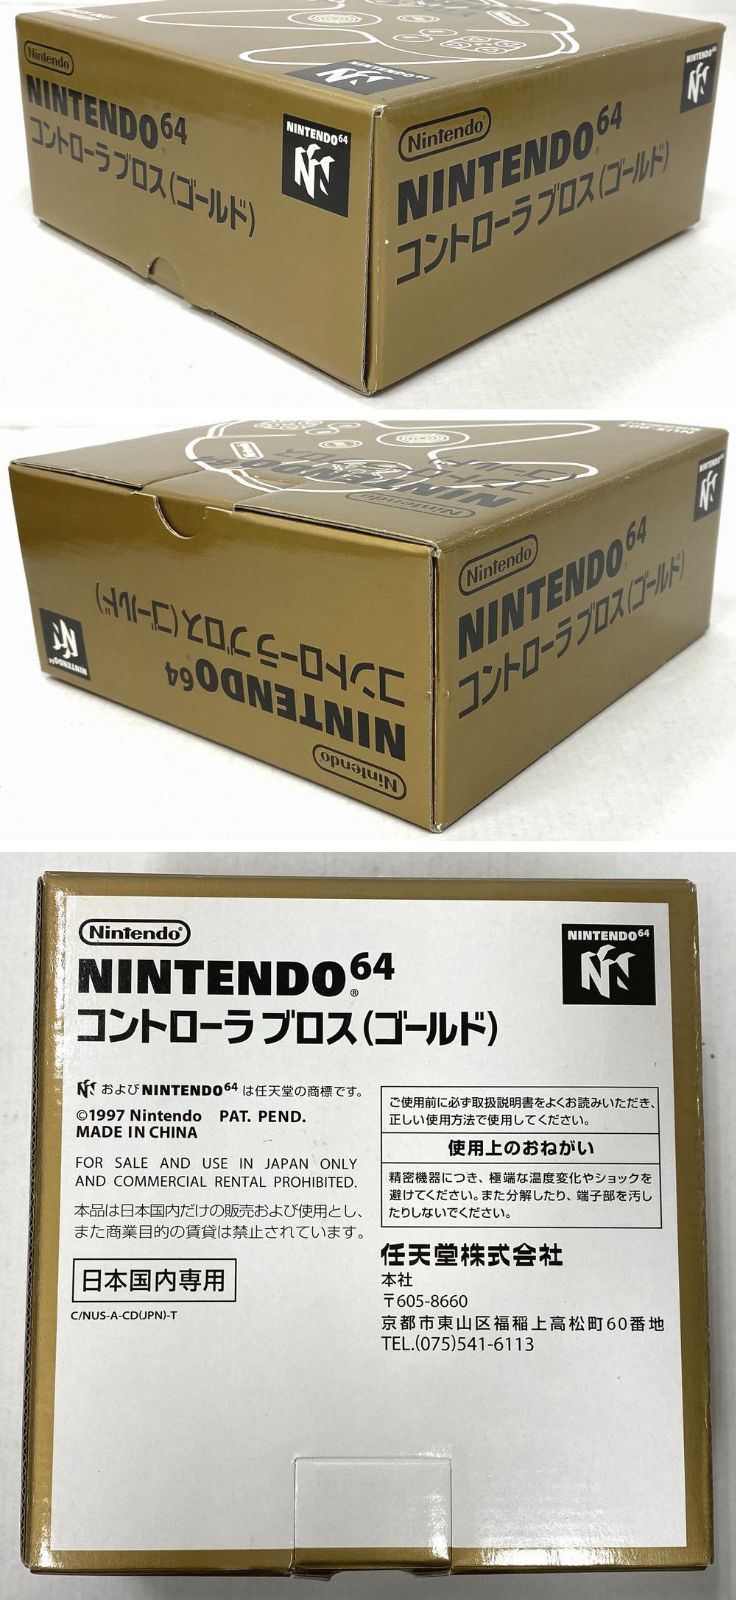 Nintendo
NINTENDO64
コントローラ ブロス(ゴールド)
NINTENDO64
Nintendo
NINTENDO64
コントローラ ブロス(ゴールド)
Nintendo
NINTENDO64
コントローラ ブロス(ゴールド)
NINTENDO64
Nintendo
NINTENDO64
コントローラ ブロス(ゴールド)
Nintendo
NINTENDO64
Nintendo®
NINTENDO®64
コントローラ ブロス(ゴールド)
NINTENDO64
および NINTENDO64 は任天堂の商標です。
©1997 Nintendo PAT. PEND.
MADE IN CHINA
FOR SALE AND USE IN JAPAN ONLY
AND COMMERCIAL RENTAL PROHIBITED.
本品は日本国内だけの販売および使用とし、
また商業目的の賃貸は禁止されています。
日本国内専用
C/NUS-A-CD(JPN)-T
ご使用前に必ず取扱説明書をよくお読みいただき、
正しい使用方法で使用してください。
使用上のおねがい
精密機器につき、極端な温度変化やショックを
避けてください。また分解したり、端子部を汚し
たりしないでください。
任天堂株式会社
本社
〒605-8660
京都市東山区福稲上高松町60番地
TEL.(075)541-6113